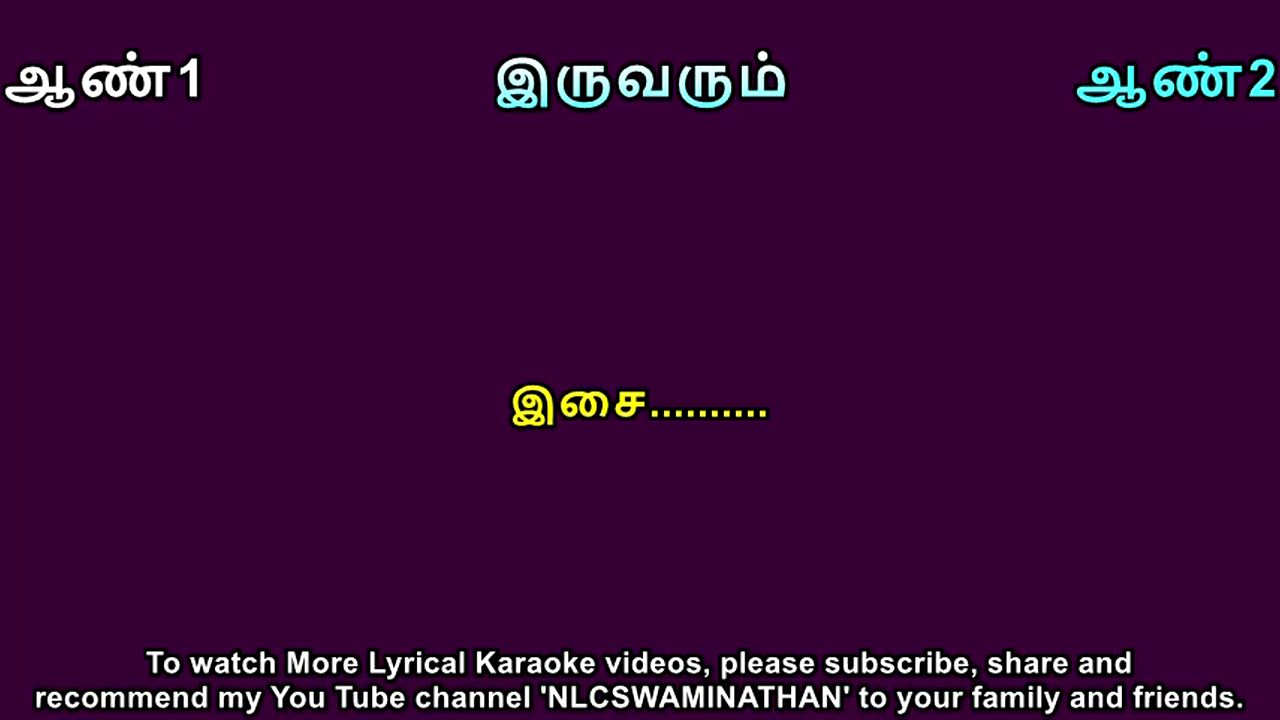 ஆண்1 இருவரும் ஆண்2
இசை..........
To watch More Lyrical Karaoke videos, please subscribe, share and
recommend my You Tube channel 'NLCSWAMINATHAN' to your family and friends.